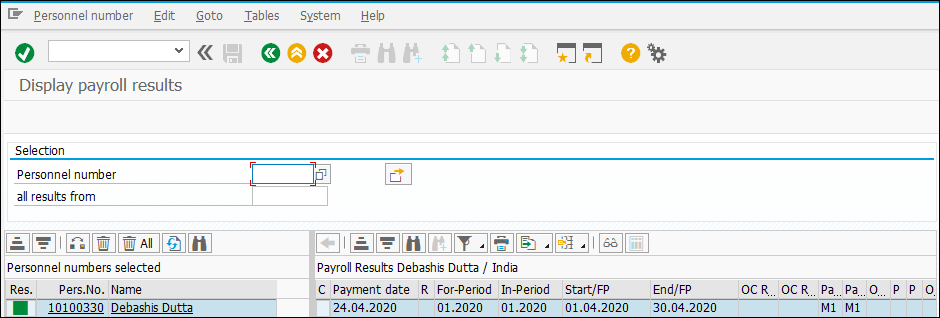 Personnel number Edit Goto Tables System Help
Display payroll results
Selection
Personnel number
all results from
All
Personnel numbers selected
Payroll Results Debashis Dutta / India
Res. Pers.No. Name
C Payment date R For-Period In-Period Start/FP End/FP OC R... OC R... Pa... Pa... O... P P O
10100330 Debashis Dutta
24.04.2020 01.2020 01.2020 01.04.2020 30.04.2020 M1 M1